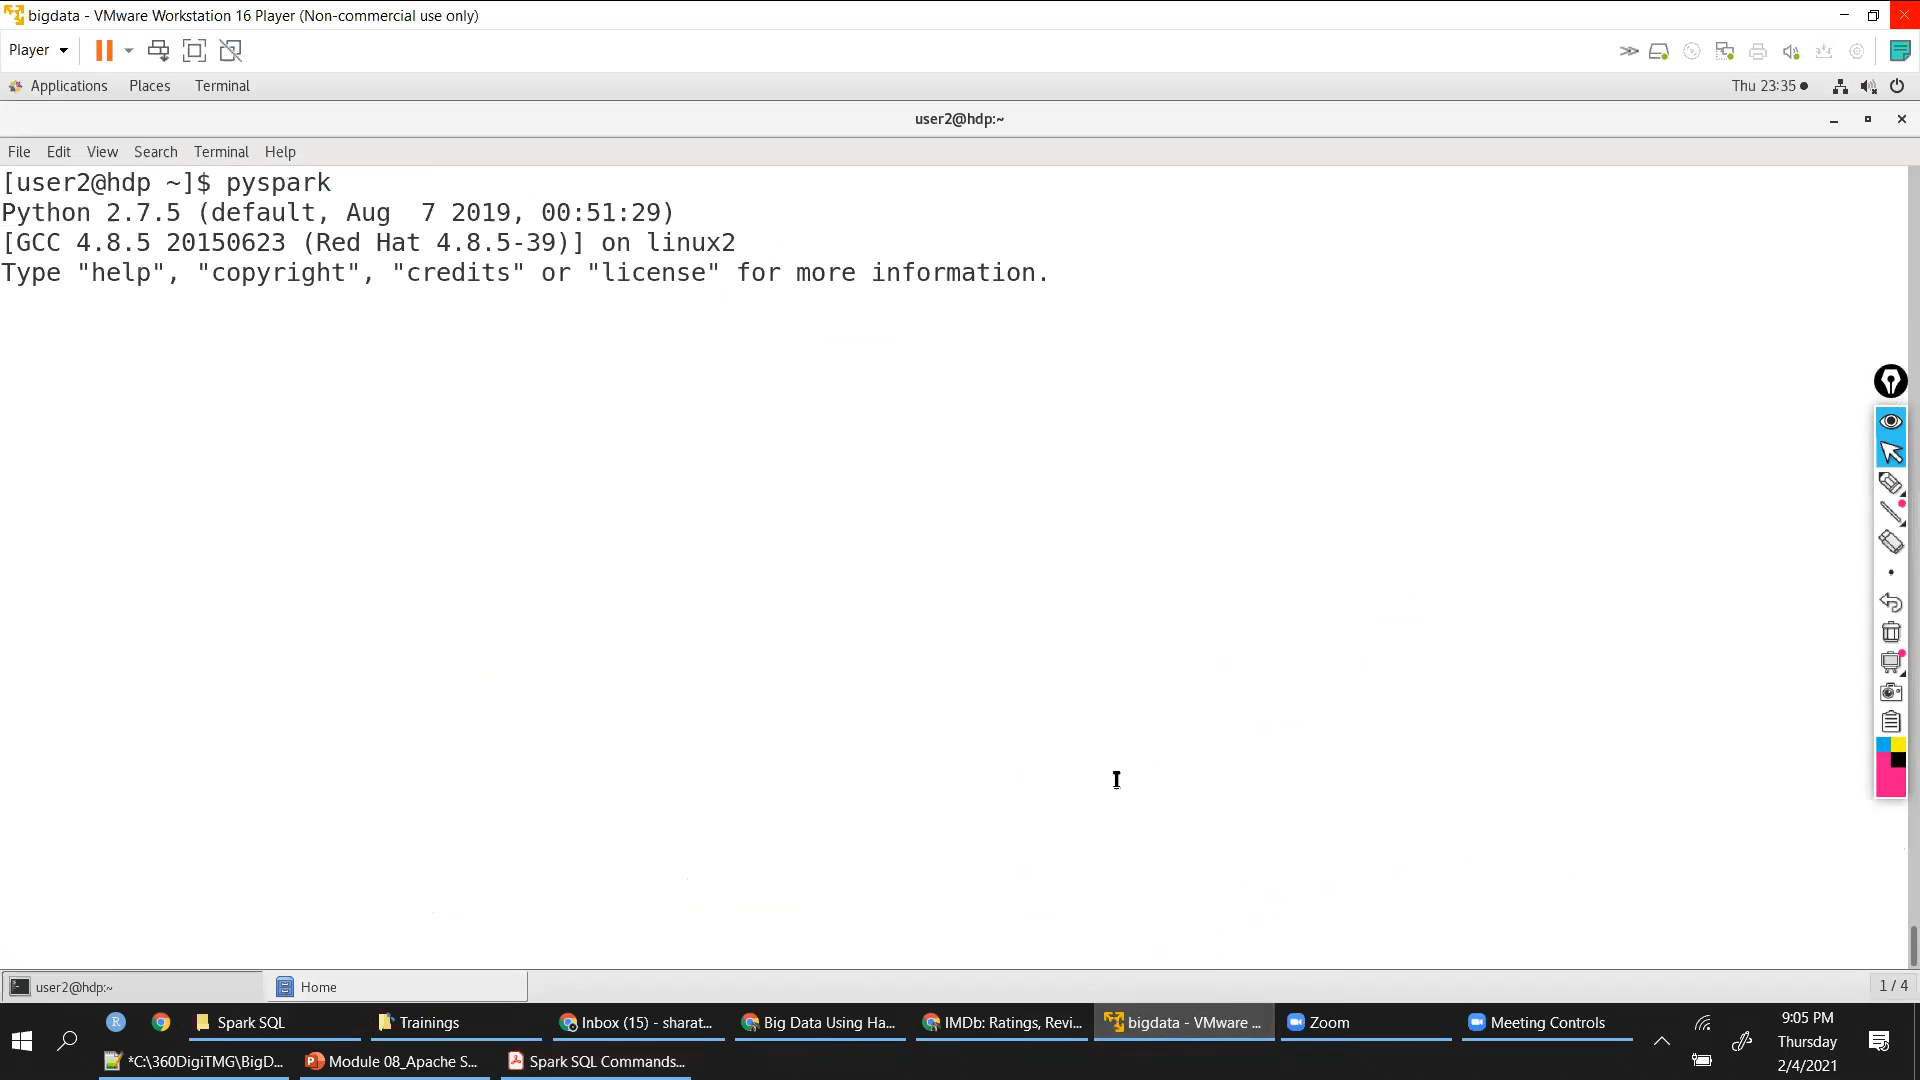 bigdata - VMware Workstation 16 Player (Non-commercial use only)
Player
Applications Places Terminal Thu 23:35
user2@hdp:~
File Edit View Search Terminal Help
[user2@hdp ~]$ pyspark
Python 2.7.5 (default, Aug  7 2019, 00:51:29)
[GCC 4.8.5 20150623 (Red Hat 4.8.5-39)] on linux2
Type "help", "copyright", "credits" or "license" for more information.
user2@hdp:~ Home 1 / 4
R Spark SQL Trainings Inbox (15) - sharat... Big Data Using Ha... IMDb: Ratings, Revi... bigdata - VMware ... Zoom Meeting Controls 9:05 PM
Thursday
*C:\360DigiTMG\BigD... Module 08_Apache S... Spark SQL Commands... 2/4/2021